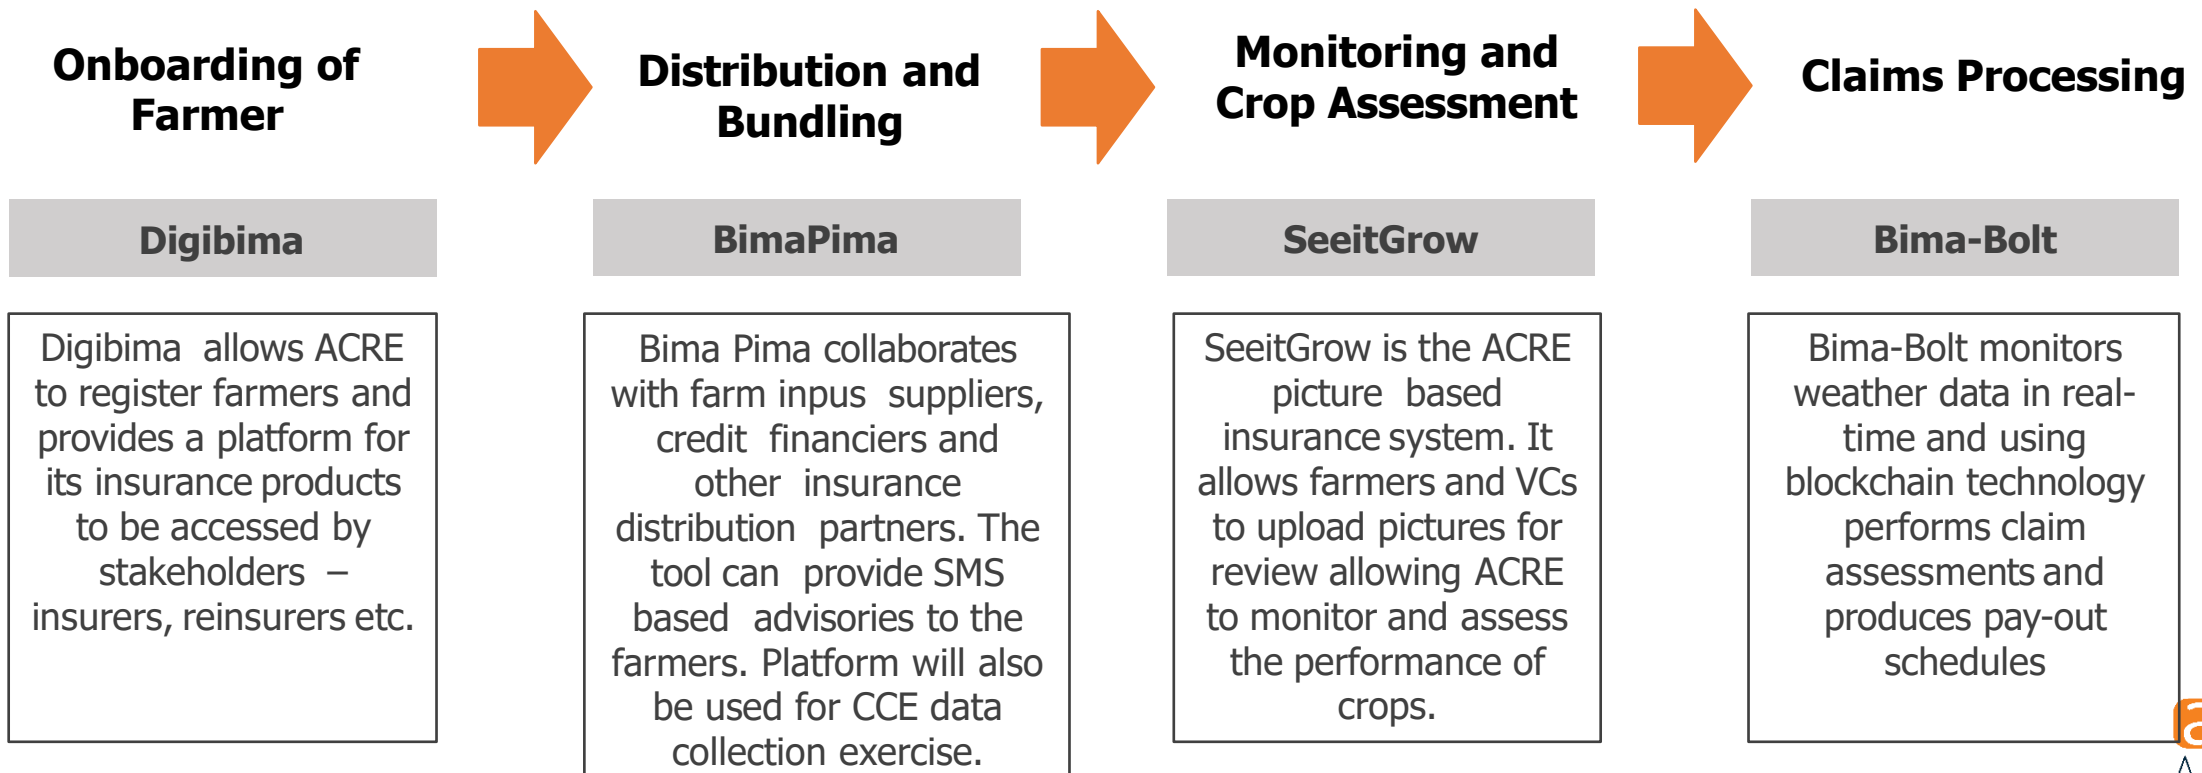 Onboarding of
Farmer
Distribution and
Bundling
Monitoring and
Crop Assessment
Claims Processing
Digibima
BimaPima
SeeitGrow
Bima-Bolt
Digibima allows ACRE
to register farmers and
provides a platform for
its insurance products
to be accessed by
stakeholders –
insurers, reinsurers etc.
Bima Pima collaborates
with farm inpus suppliers,
credit financiers and
other insurance
distribution partners. The
tool can provide SMS
based advisories to the
farmers. Platform will also
be used for CCE data
collection exercise.
SeeitGrow is the ACRE
picture based
insurance system. It
allows farmers and VCs
to upload pictures for
review allowing ACRE
to monitor and assess
the performance of
crops.
Bima-Bolt monitors
weather data in real-
time and using
blockchain technology
performs claim
assessments and
produces pay-out
schedules